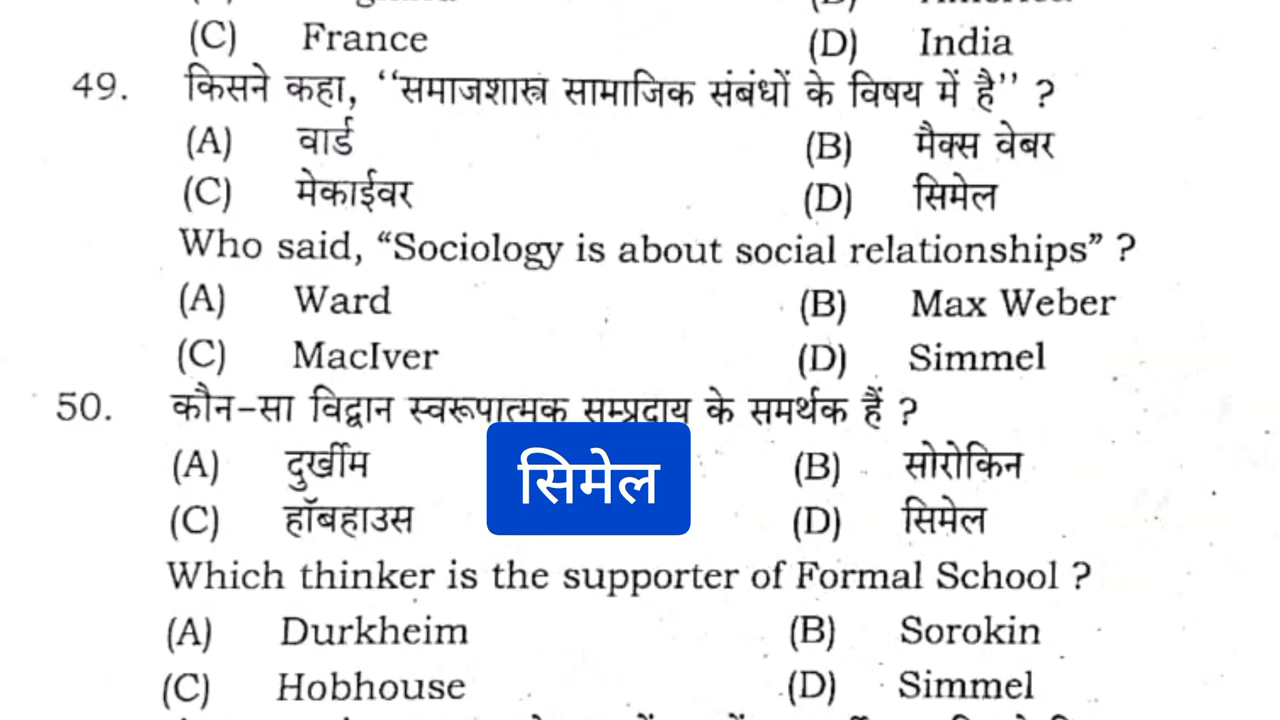 (C) France (D) India
49. किसने कहा, ‘‘समाजशास्त्र सामाजिक संबंधों के विषय में है’’ ?
(A) वार्ड (B) मैक्स वेबर
(C) मेकाईवर (D) सिमेल
Who said, “Sociology is about social relationships” ?
(A) Ward (B) Max Weber
(C) MacIver (D) Simmel
50. कौन-सा विद्वान स्वरूपात्मक सम्प्रदाय के समर्थक हैं ?
सिमेल
(A) दुर्खीम (B) सोरोकिन
(C) हॉबहाउस (D) सिमेल
Which thinker is the supporter of Formal School ?
(A) Durkheim (B) Sorokin
(C) Hobhouse (D) Simmel